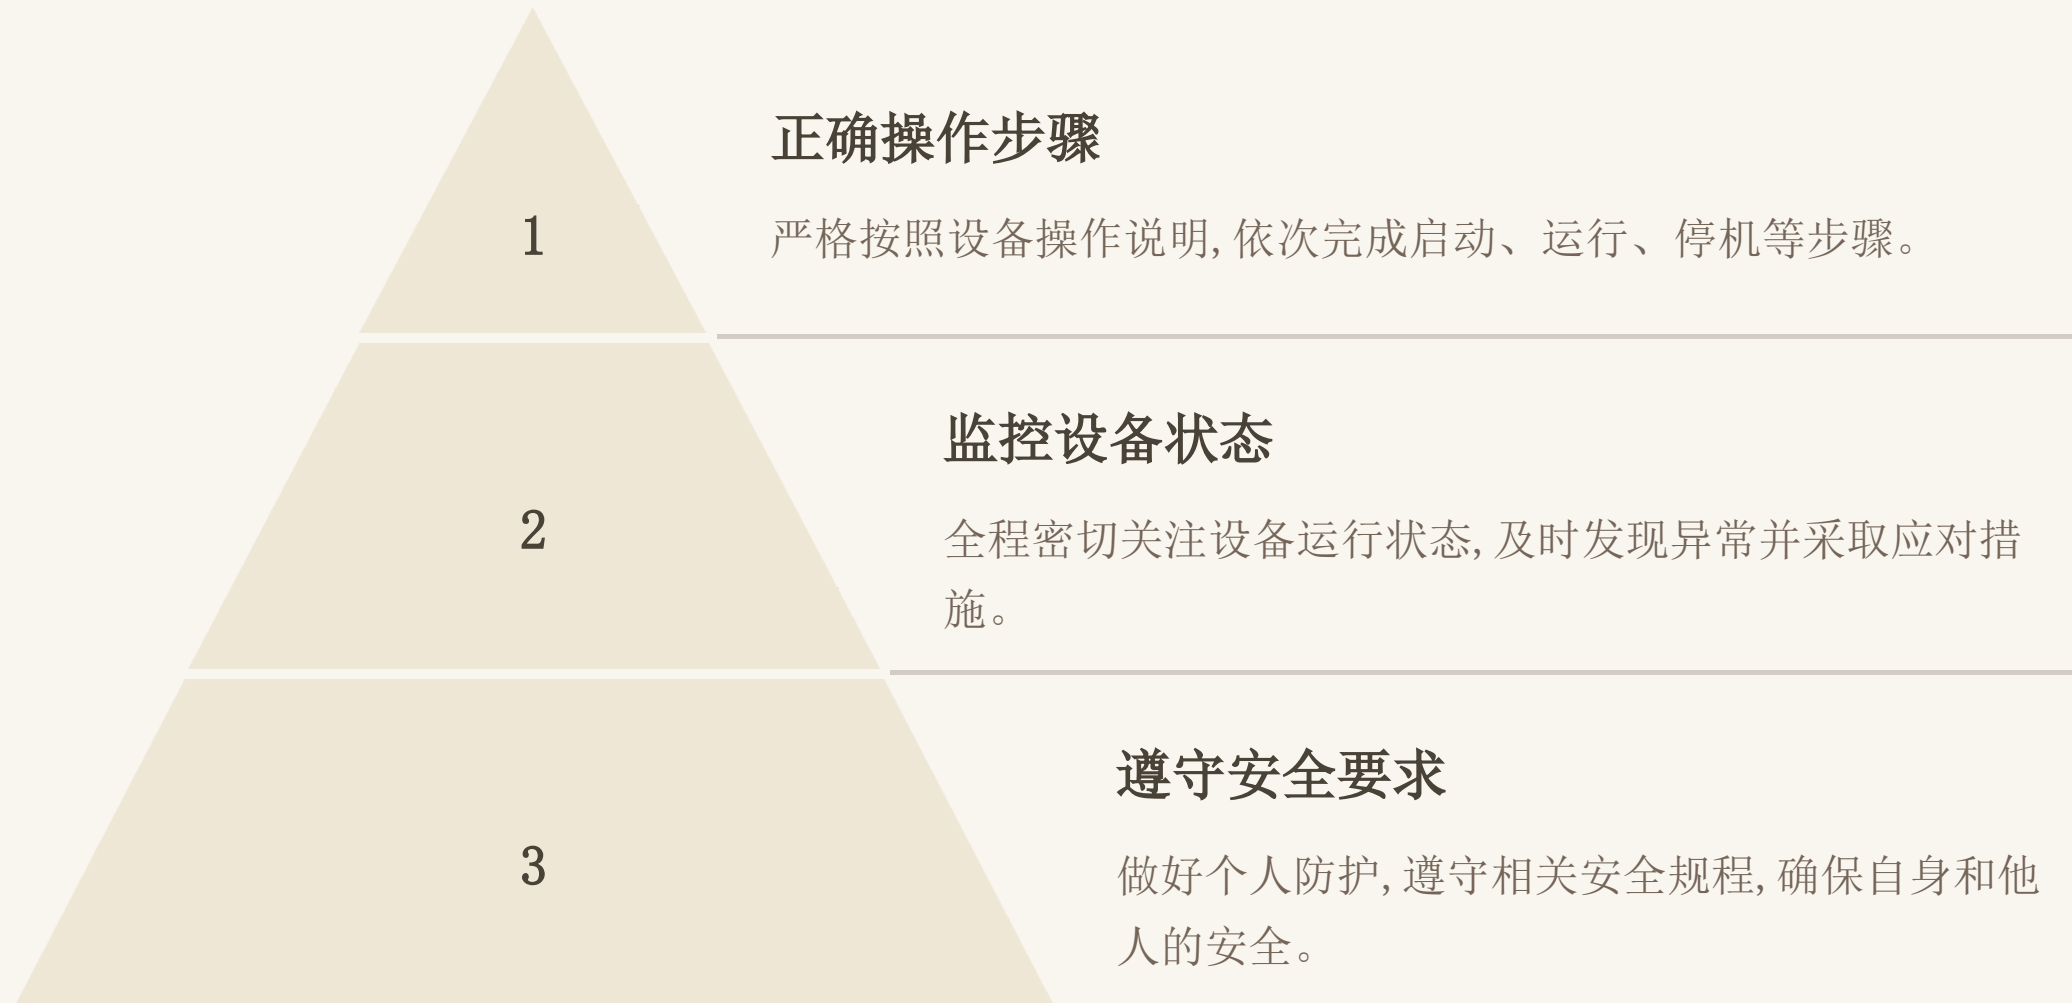 正确操作步骤
1
严格按照设备操作说明,依次完成启动、运行、停机等步骤。
监控设备状态
2
全程密切关注设备运行状态,及时发现异常并采取应对措
施。
遵守安全要求
3
做好个人防护,遵守相关安全规程,确保自身和他
人的安全。